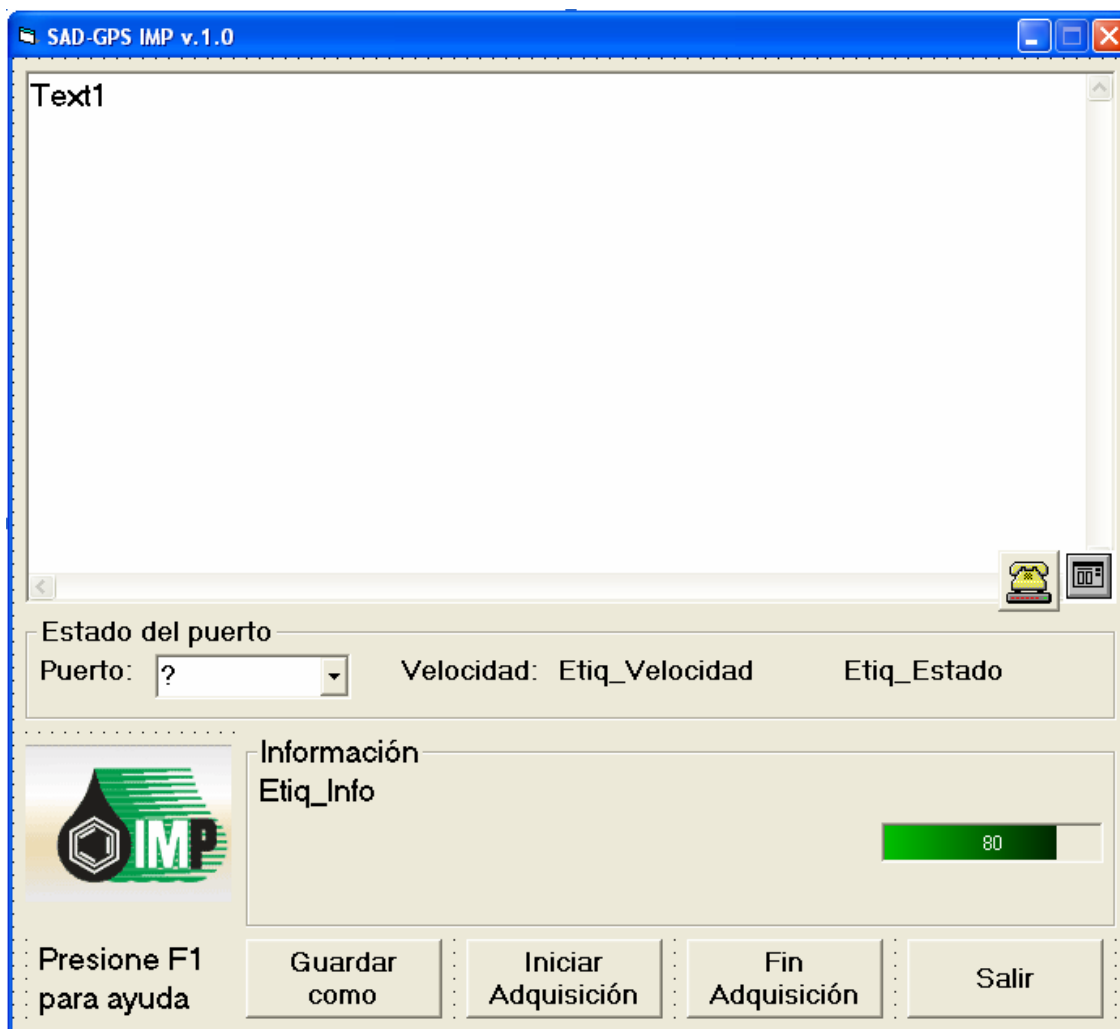 SAD-GPS IMP v.1.0
Text1
Estado del puerto
Puerto: ? Velocidad: Etiq_Velocidad Etiq_Estado
Información
Etiq_Info
IMP
80
Presione F1
para ayuda
Guardar
como
Iniciar
Adquisición
Fin
Adquisición
Salir